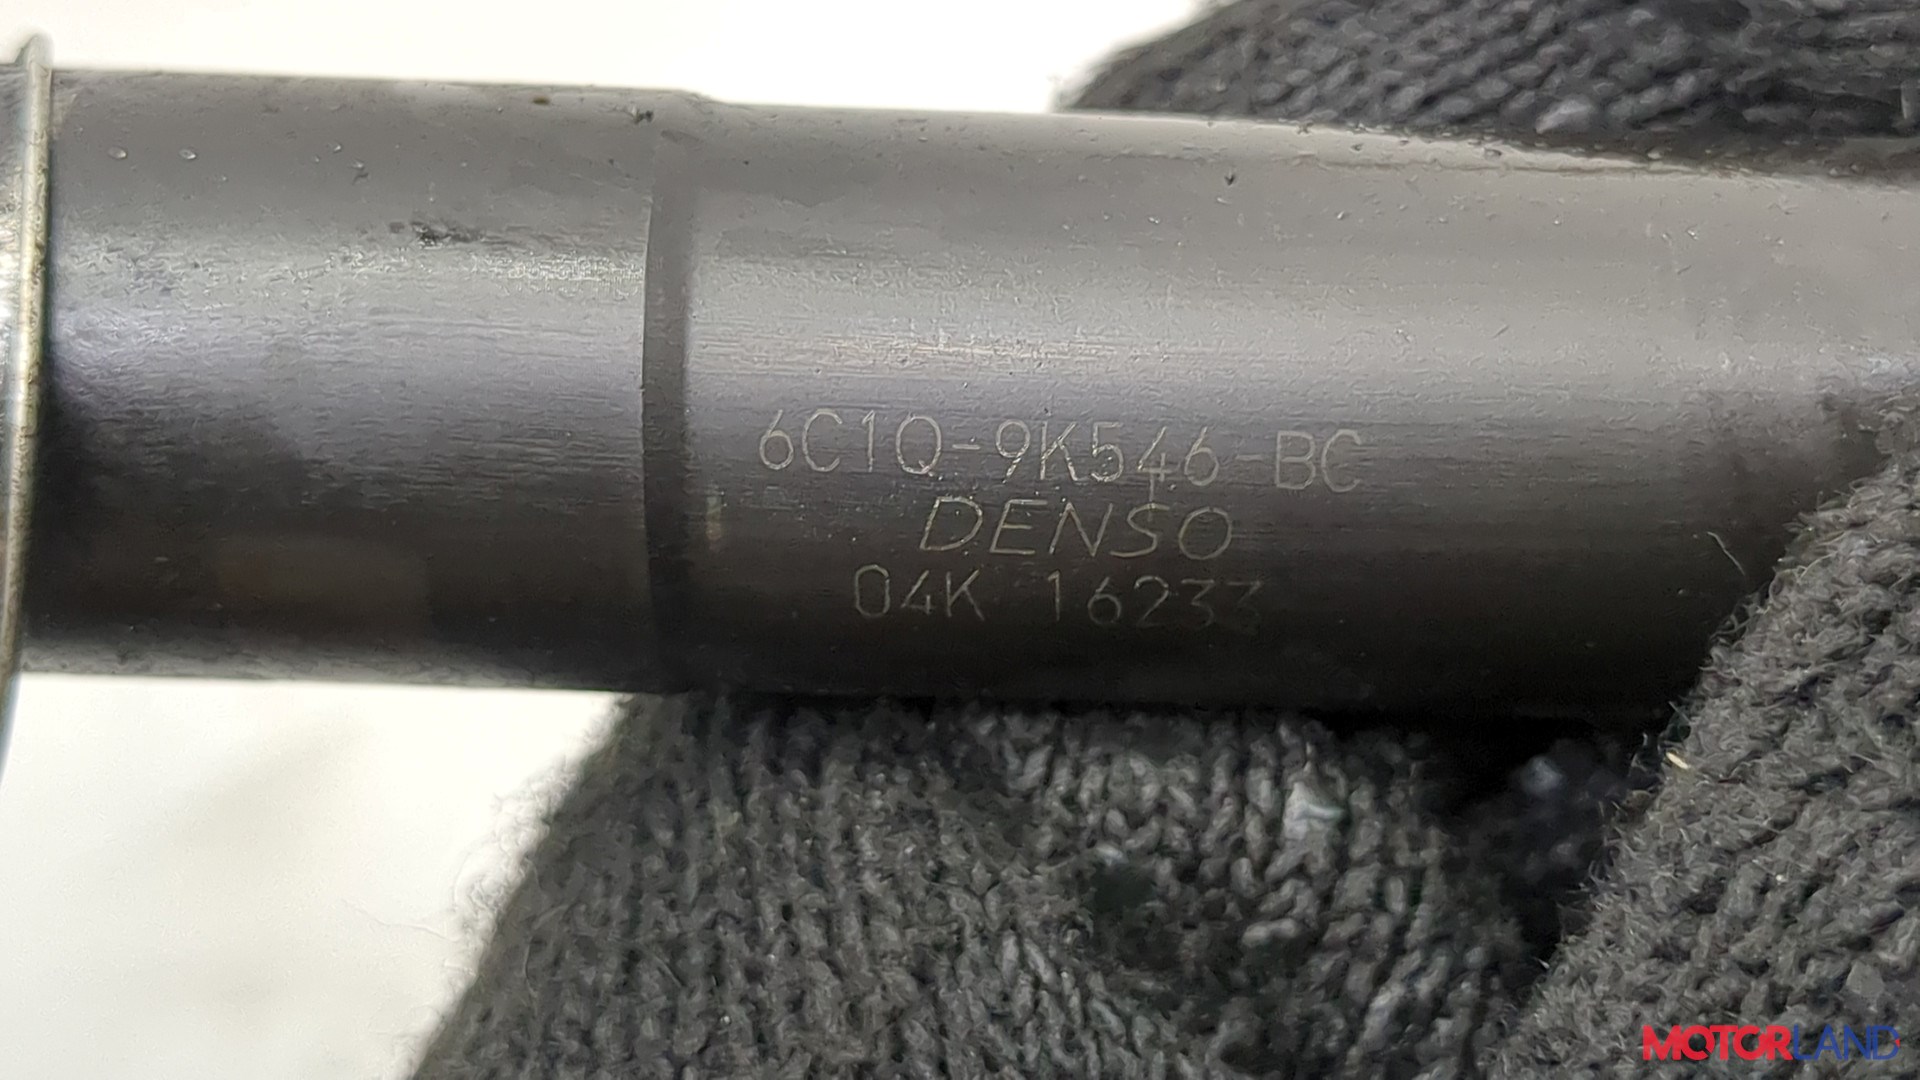 6C1Q-9K546-BC
DENSO
04K 16233
MOTORLAND